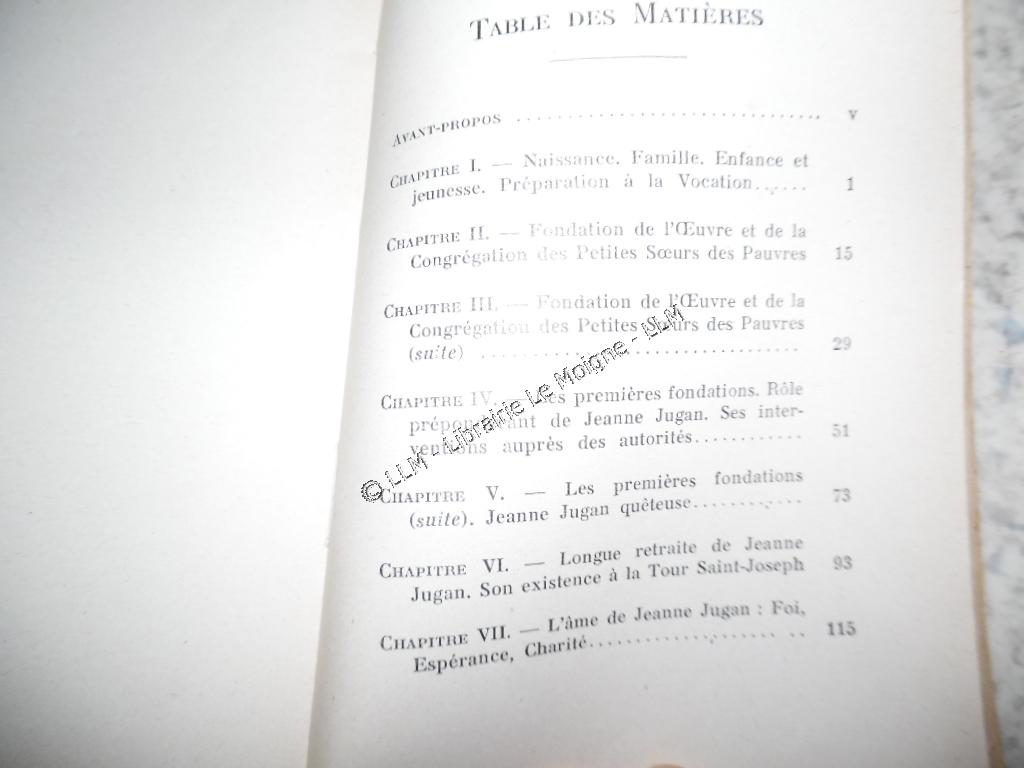 TABLE DES MATIÈRES
AVANT-PROPOS .............................. v
CHAPITRE I. — Naissance. Famille. Enfance et
jeunesse. Préparation à la Vocation...... 1
CHAPITRE II. — Fondation de l'Œuvre et de la
Congrégation des Petites Sœurs des Pauvres 15
CHAPITRE III. — Fondation de l'Œuvre et de la
Congrégation des Petites Sœurs des Pauvres
(suite) .............................. 29
CHAPITRE IV. — Les premières fondations. Rôle
prépondérant de Jeanne Jugan. Ses inter-
ventions auprès des autorités............ 51
CHAPITRE V. — Les premières fondations
(suite). Jeanne Jugan quêteuse............ 73
CHAPITRE VI. — Longue retraite de Jeanne
Jugan. Son existence à la Tour Saint-Joseph 93
CHAPITRE VII. — L'âme de Jeanne Jugan : Foi,
Espérance, Charité...................... 115
© LLM - Librairie Le Moigne - LLM